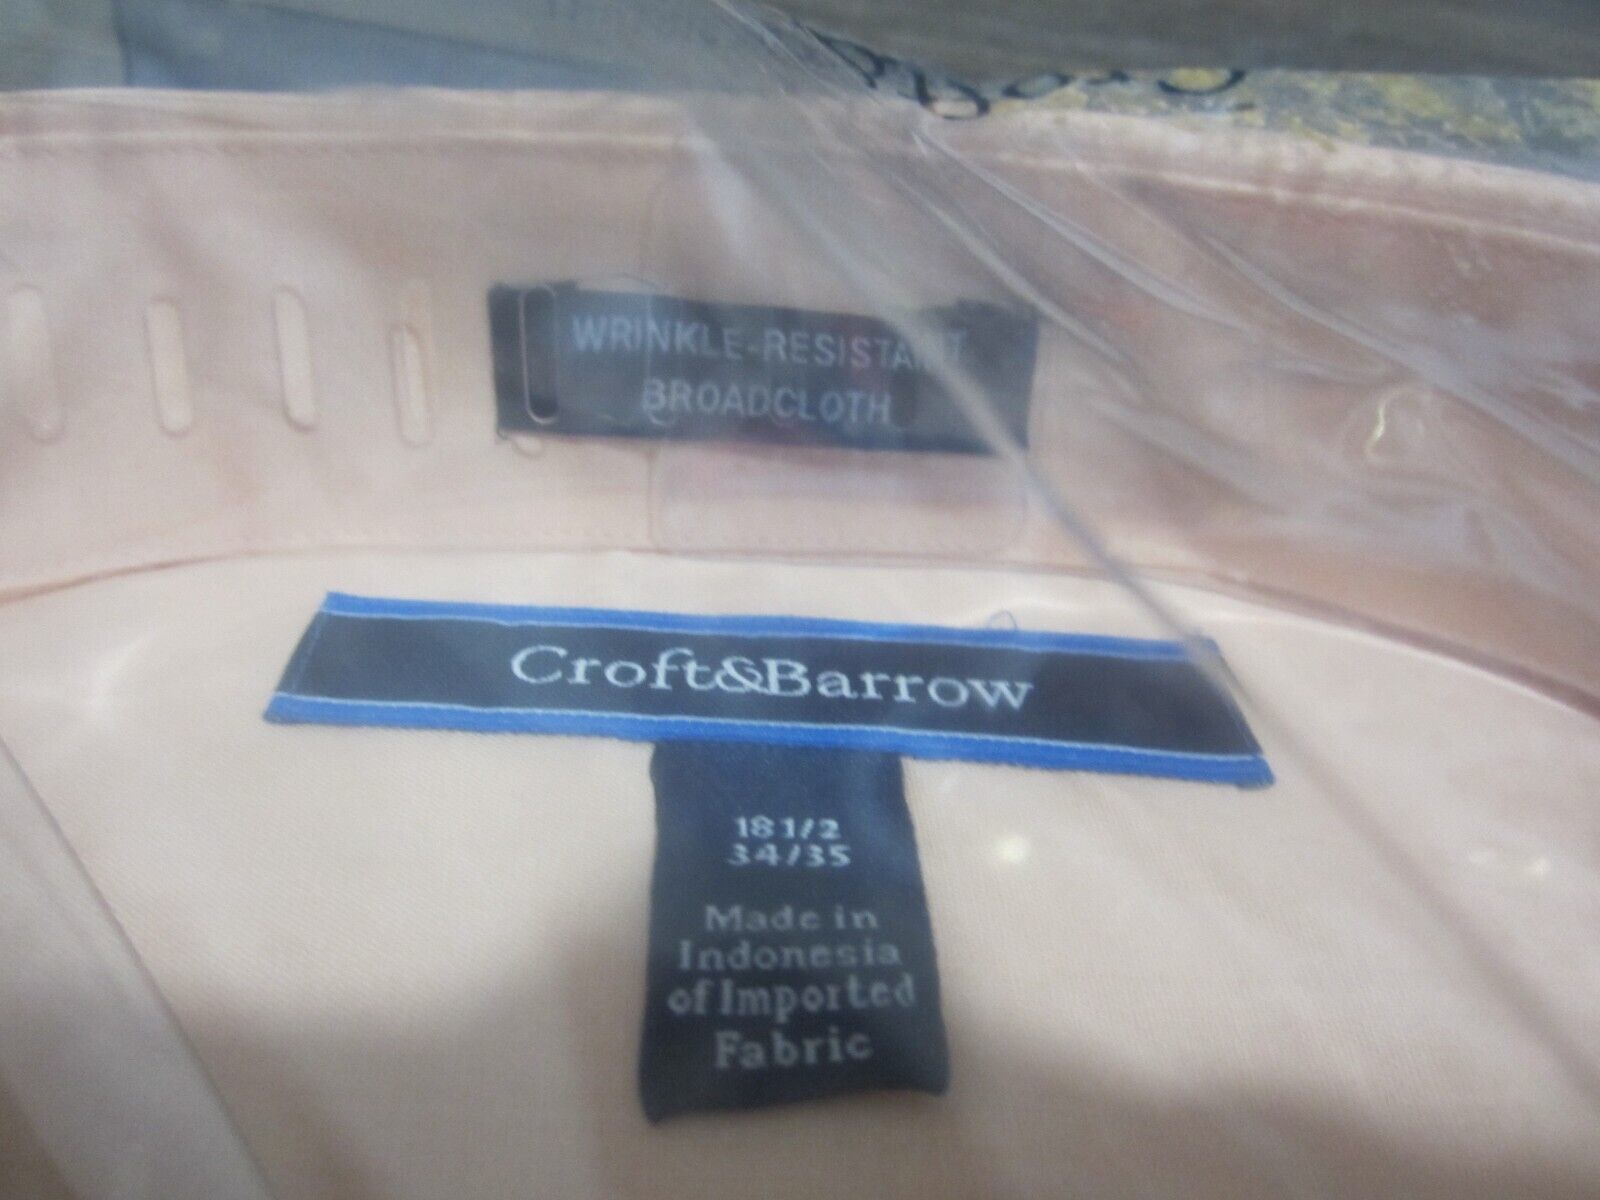 WRINKLE-RESISTANT
BROADCLOTH
Croft&Barrow
18 1/2
34/35
Made in
Indonesia
of Imported
Fabric